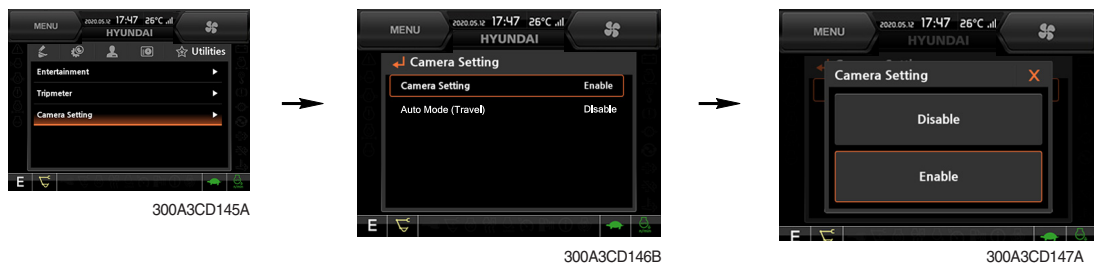 MENU
2020.05.12 17:47 26°C
HYUNDAI
Utilities
Entertainment
Tripmeter
Camera Setting
E
300A3CD145A
MENU
2020.05.12 17:47 26°C
HYUNDAI
Camera Setting
Camera Setting Enable
Auto Mode (Travel) Disable
E
300A3CD146B
MENU
2020.05.12 17:47 26°C
HYUNDAI
Camera Setting X
Disable
Enable
E
300A3CD147A